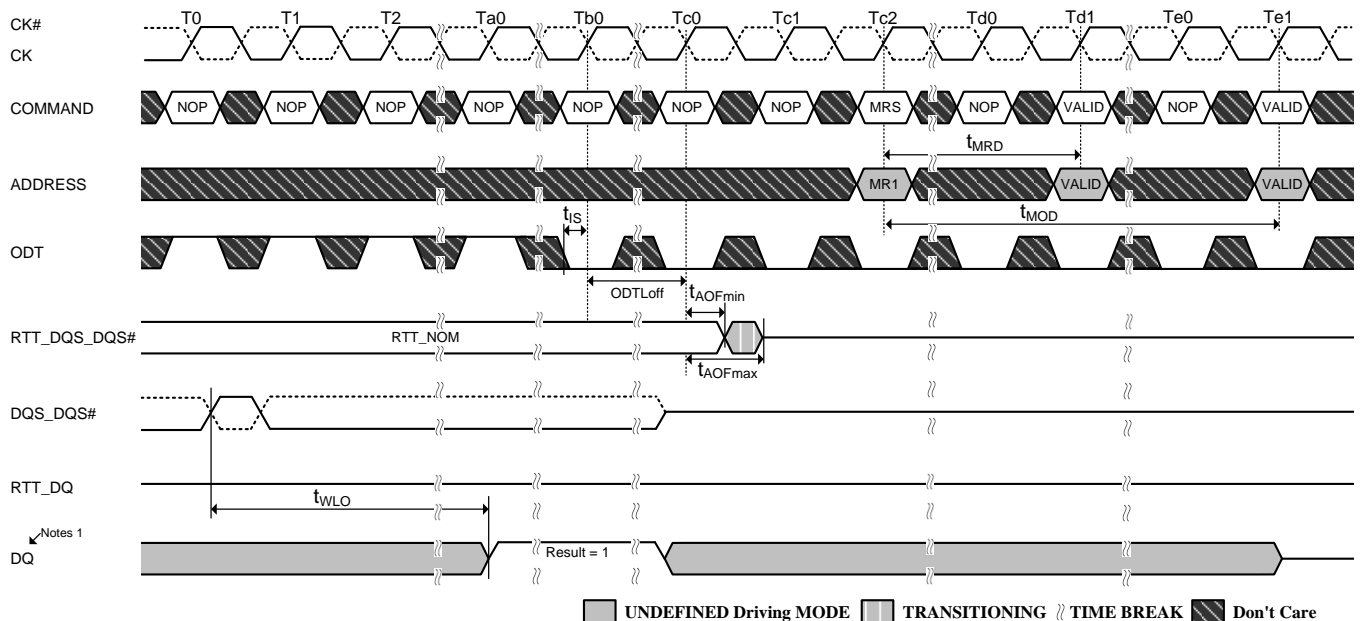 T0 T1 T2 Ta0 Tb0 Tc0 Tc1 Tc2 Td0 Td1 Te0 Te1
CK#
CK
COMMAND NOP NOP NOP NOP NOP NOP NOP MRS NOP VALID NOP VALID
tMRD
ADDRESS MR1 VALID VALID
tIS tMOD
ODT
ODTLoff tAOFmin
RTT_DQS_DQS# RTT_NOM
tAOFmax
DQS_DQS#
RTT_DQ
tWLO
Notes 1
DQ Result = 1
UNDEFINED Driving MODE TRANSITIONING TIME BREAK Don't Care